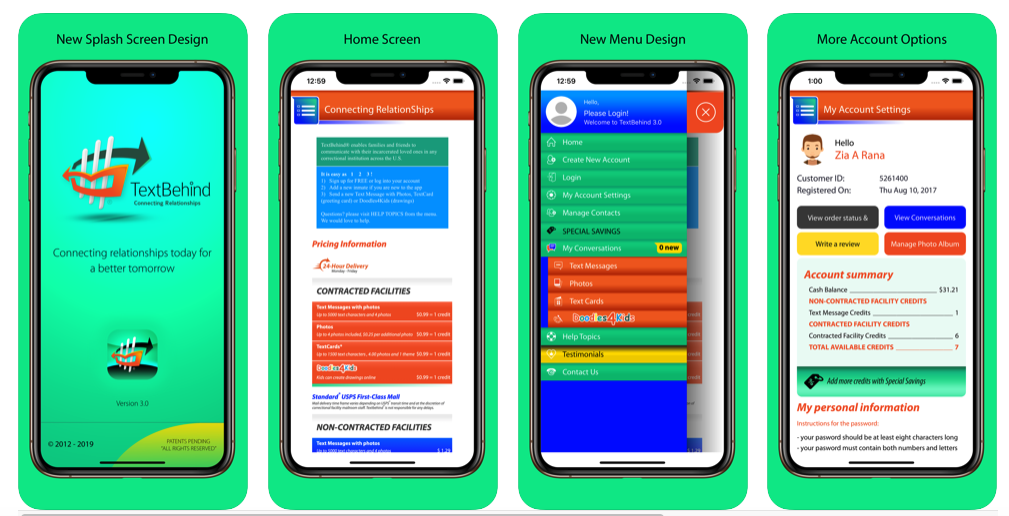 New Splash Screen Design
TextBehind
Connecting Relationships
Connecting relationships today for
a better tomorrow
Version 3.0
© 2012 - 2019
PATENTS PENDING
"ALL RIGHTS RESERVED"
Home Screen
12:59
Connecting RelationShips
TextBehind® enables families and friends to
communicate with their incarcerated loved ones in any
correctional institution across the U.S.
It is easy as 1 2 3!
1) Sign up for FREE or log into your account
2) Add a new inmate if you are new to the app
3) Send a new Text Message with Photos, TextCard
(greeting card) or Doodles4Kids (drawings)
Questions? please visit HELP TOPICS from the menu.
We would love to help.
Pricing Information
24-Hour Delivery
Monday - Friday
CONTRACTED FACILITIES
Text Messages with photos
Up to 5000 text characters and 4 photos $0.99 = 1 credit
Photos
Up to 4 photos included. $0.25 per additional photo $0.99 = 1 credit
TextCards*
Up to 1500 text characters, 4.00 photos and 1 theme $0.99 = 1 credit
Doodles4Kids
Kids can create drawings online $0.99 = 1 credit
Standard* USPS First-Class Mail
NON-CONTRACTED FACILITIES
Text Messages with photos
Up to 5000 text characters and 4 photos $ 1.29
New Menu Design
12:59
Hello,
Please Login!
Welcome to TextBehind 3.0
Home
Create New Account
Login
My Account Settings
Manage Contacts
SPECIAL SAVINGS
My Conversations 0 new
Text Messages
Photos
Text Cards
Doodles4Kids
Help Topics
Testimonials
Contact Us
More Account Options
1:00
My Account Settings
Hello
Zia A Rana
Customer ID: 5261400
Registered On: Thu Aug 10, 2017
View order status & View Conversations
Write a review Manage Photo Album
Account summary
Cash Balance $31.21
NON-CONTRACTED FACILITY CREDITS
Text Message Credits 1
CONTRACTED FACILITY CREDITS
Contracted Facility Credits 6
TOTAL AVAILABLE CREDITS 7
Add more credits with Special Savings
My personal information
Instructions for the password:
- your pasword should be at least eight characters long
- your pasword must contain both numbers and letters